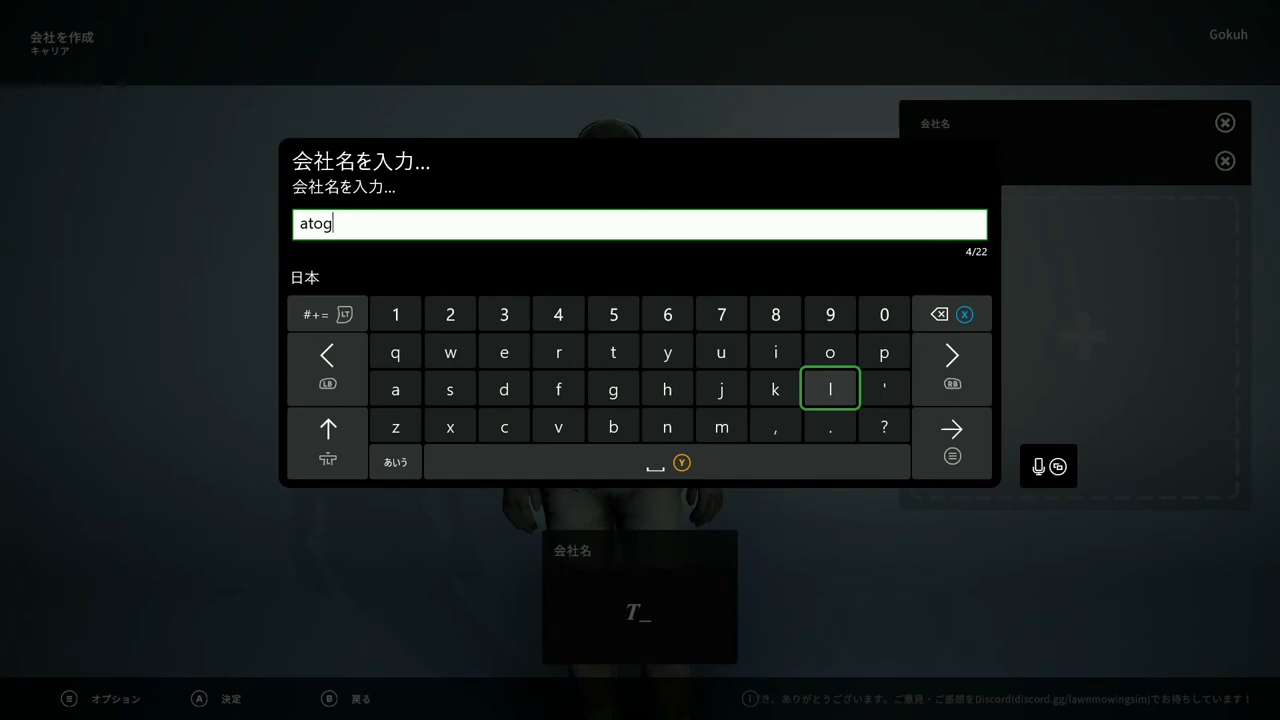 会社を作成
キャリア
Gokuh
会社名
会社名を入力...
会社名を入力...
atog
4/22
日本
#+= LT 1 2 3 4 5 6 7 8 9 0 X
q w e r t y u i o p
LB a s d f g h j k l ' RB
z x c v b n m , . ?
あいう Y
会社名
T_
オプション A 決定 B 戻る
き、ありがとうございます。ご意見・ご感想をDiscord(discord.gg/lawnmowingsim)でお待ちしています!